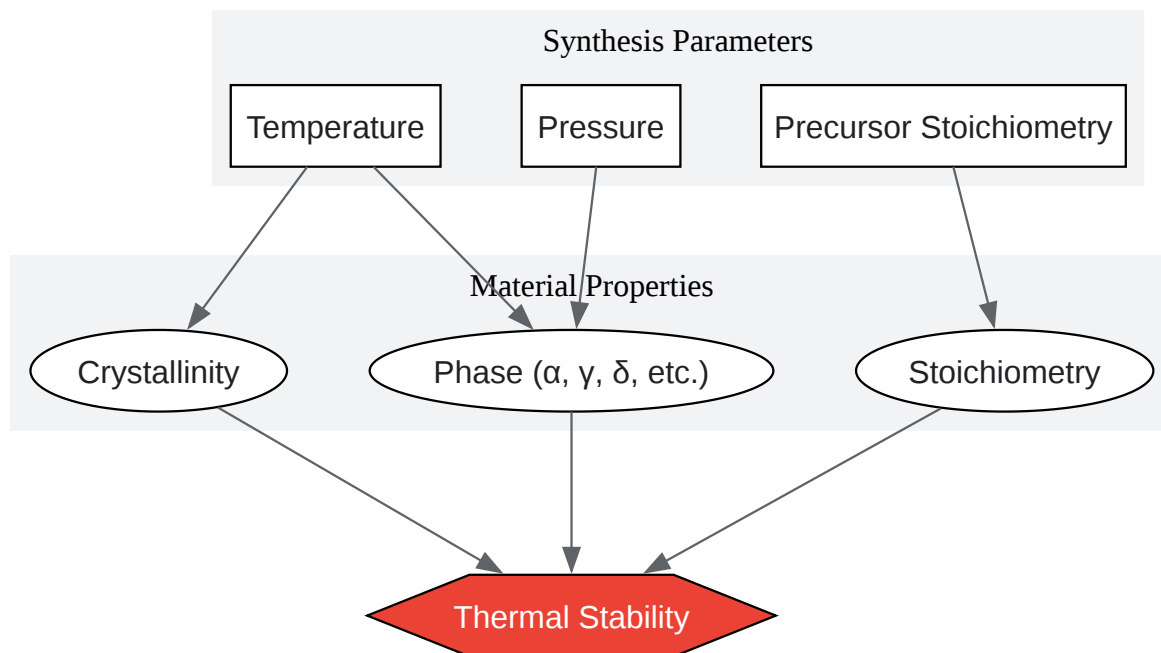 Synthesis Parameters
Temperature
Pressure
Precursor Stoichiometry
Material Properties
Crystallinity
Phase (α, γ, δ, etc.)
Stoichiometry
Thermal Stability